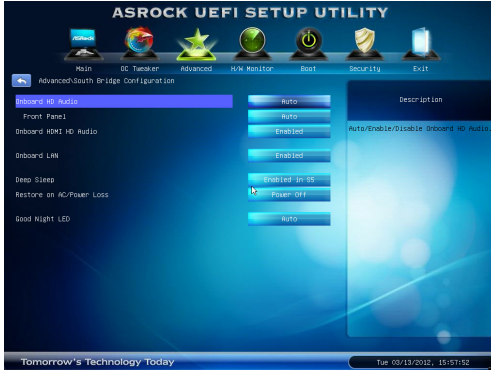 ASROCK UEFI SETUP UTILITY
ASRock
Main OC Tweaker Advanced H/W Monitor Boot Security Exit
Advanced\South Bridge Configuration
Description
Onboard HD Audio Auto
Front Panel Auto
Onboard HDMI HD Audio Enabled
Auto/Enable/Disable Onboard HD Audio.
Onboard LAN Enabled
Deep Sleep Enabled in S5
Restore on AC/Power Loss Power Off
Good Night LED Auto
Tomorrow's Technology Today
Tue 03/13/2012, 15:57:52